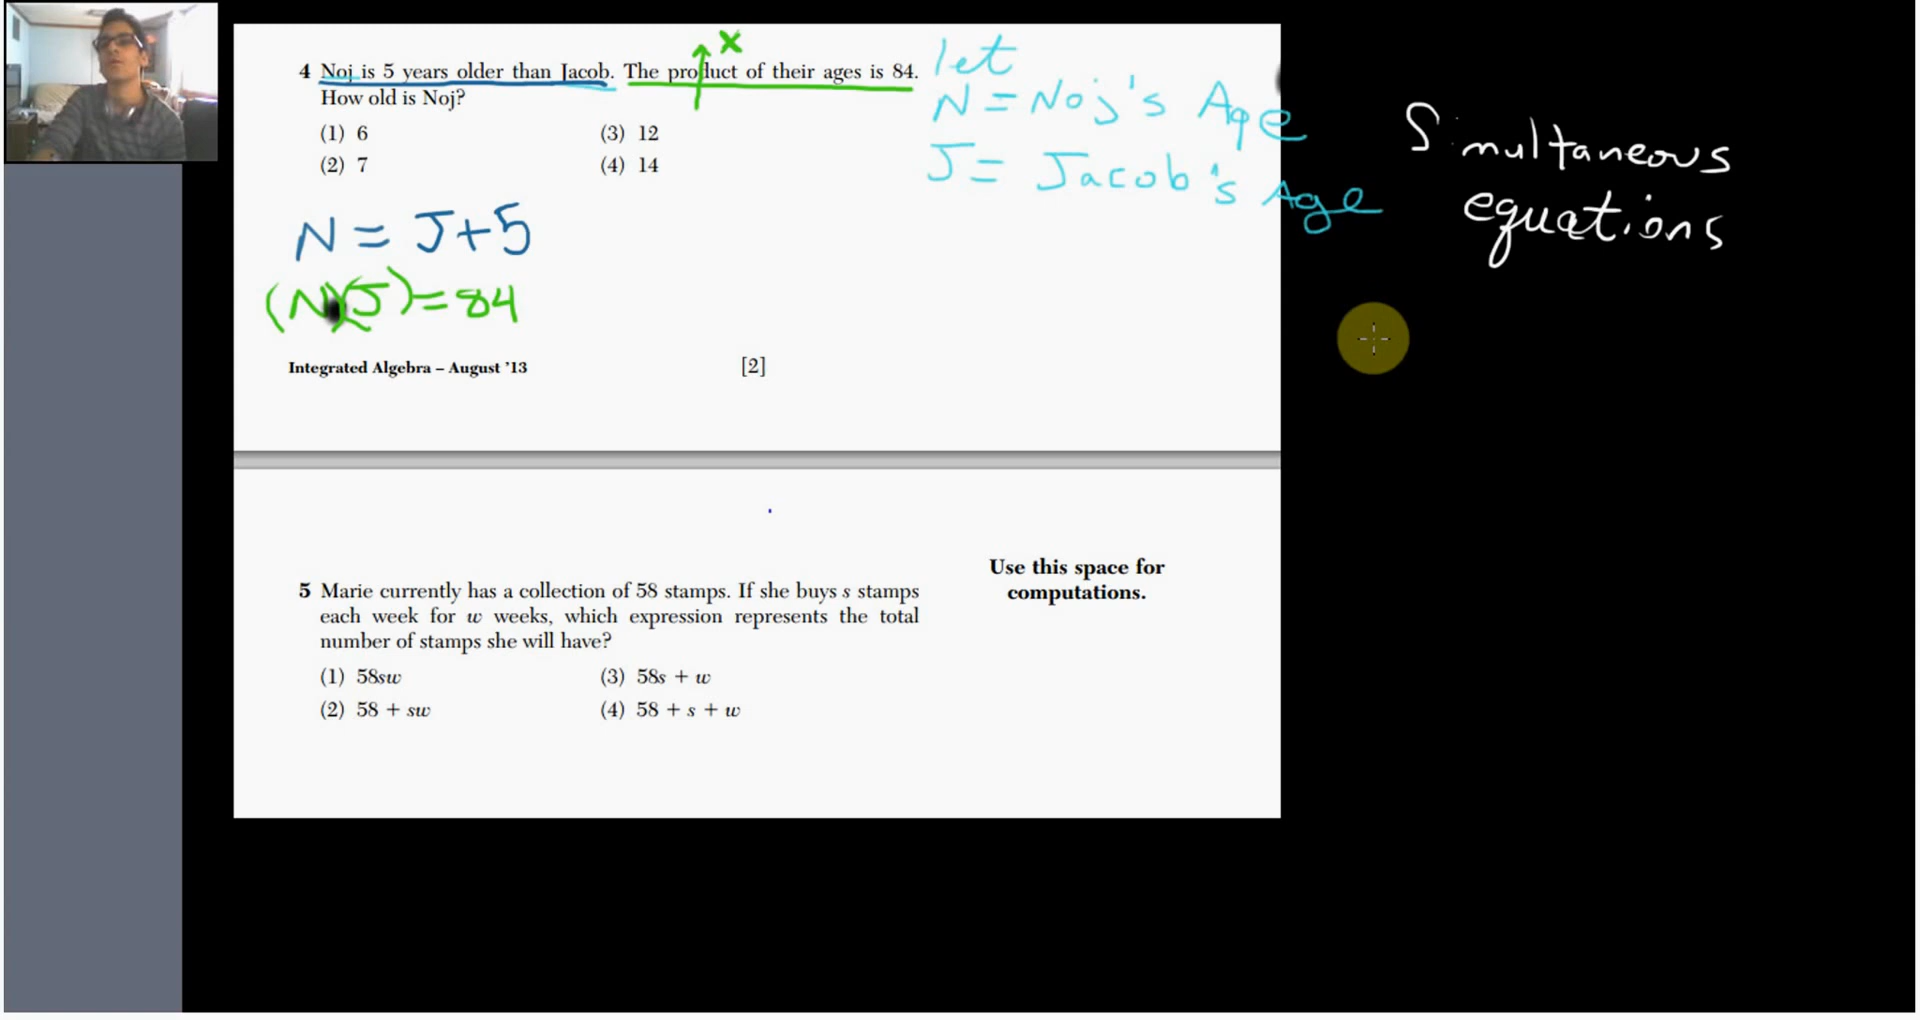 4 Noj is 5 years older than Jacob. The product of their ages is 84.
How old is Noj?
(1) 6
(3) 12
(2) 7
(4) 14
x
let
N = Noj's Age
J = Jacob's Age
Simultaneous
equations
N = J+5
(N)(J)=84
Integrated Algebra – August '13
[2]
Use this space for
computations.
5 Marie currently has a collection of 58 stamps. If she buys s stamps
each week for w weeks, which expression represents the total
number of stamps she will have?
(1) 58sw
(3) 58s + w
(2) 58 + sw
(4) 58 + s + w